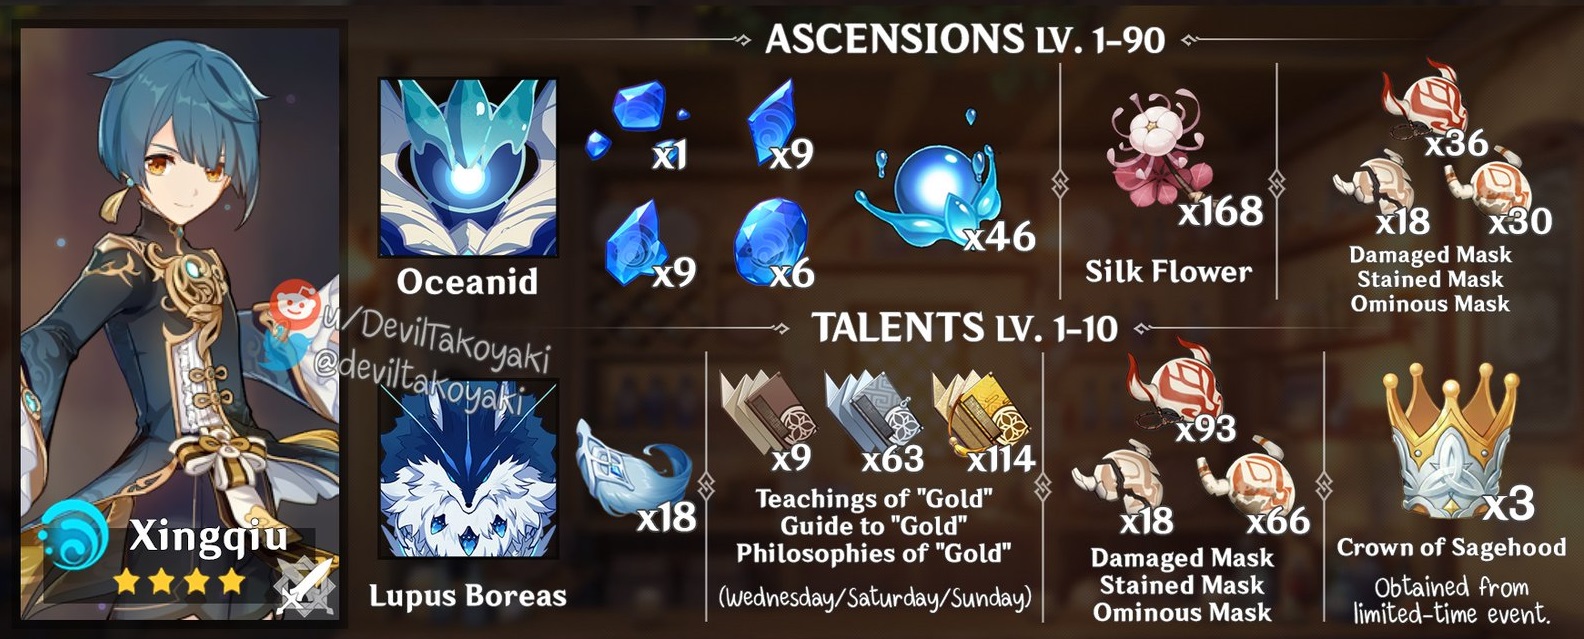 ASCENSIONS LV. 1-90
x1
x9
x9
x6
x46
Oceanid
x168
Silk Flower
x36
x18
x30
Damaged Mask
Stained Mask
Ominous Mask
u/DevilTakoyaki
@deviltakoyaki
TALENTS LV. 1-10
x18
Lupus Boreas
x9
x63
x114
Teachings of "Gold"
Guide to "Gold"
Philosophies of "Gold"
(Wednesday/Saturday/Sunday)
x93
x18
x66
Damaged Mask
Stained Mask
Ominous Mask
x3
Crown of Sagehood
Obtained from
limited-time event.
Xingqiu